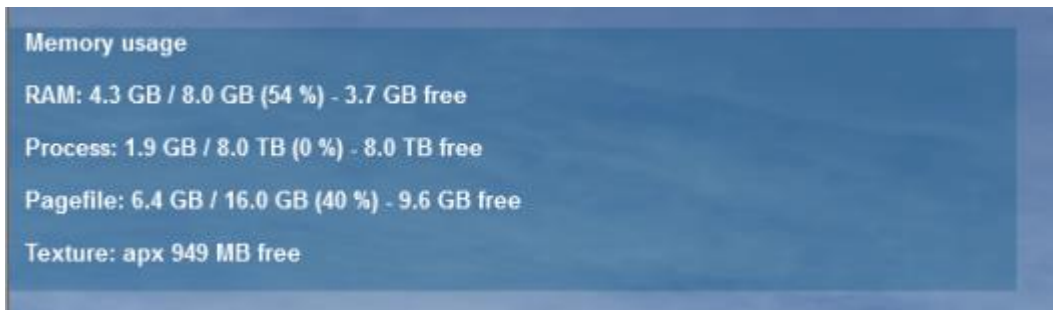 Memory usage
RAM: 4.3 GB / 8.0 GB (54 %) - 3.7 GB free
Process: 1.9 GB / 8.0 TB (0 %) - 8.0 TB free
Pagefile: 6.4 GB / 16.0 GB (40 %) - 9.6 GB free
Texture: apx 949 MB free